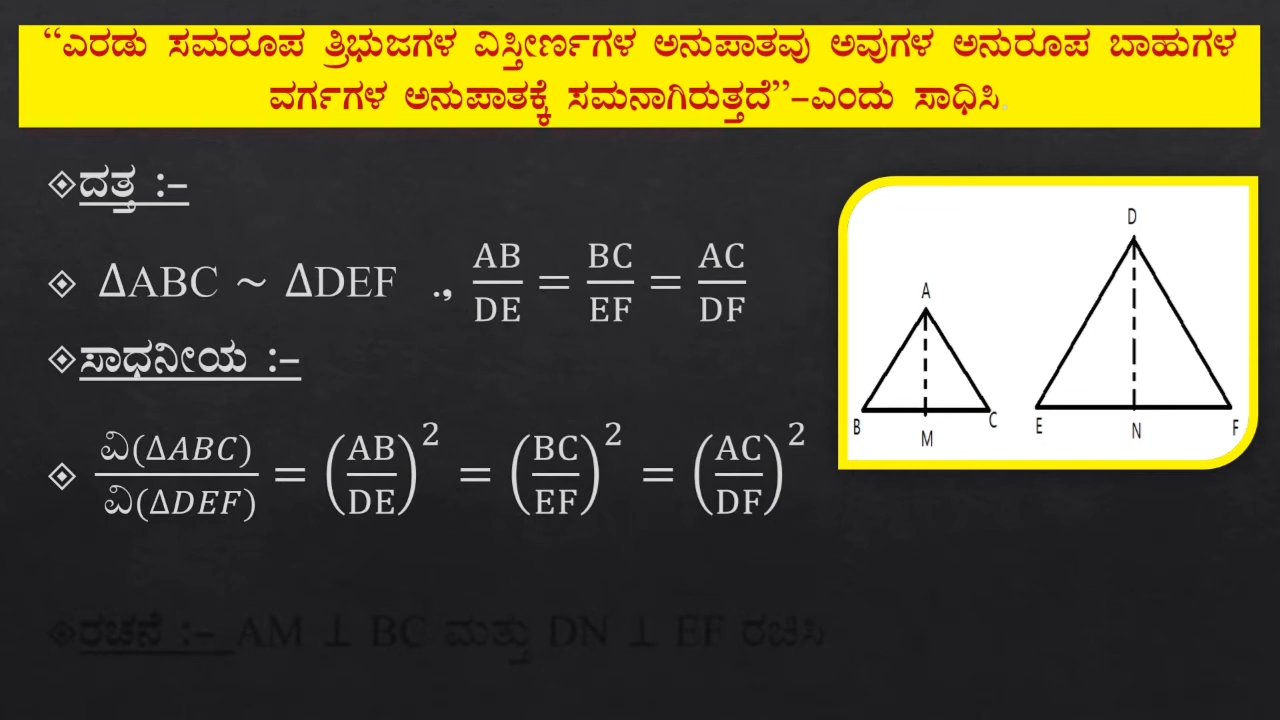 “ಎರಡು ಸಮರೂಪ ತ್ರಿಭುಜಗಳ ವಿಸ್ತೀರ್ಣಗಳ ಅನುಪಾತವು ಅವುಗಳ ಅನುರೂಪ ಬಾಹುಗಳ
ವರ್ಗಗಳ ಅನುಪಾತಕ್ಕೆ ಸಮನಾಗಿರುತ್ತದೆ”–ಎಂದು ಸಾಧಿಸಿ.
ದತ್ತ :–
ΔABC ~ ΔDEF ., AB/DE = BC/EF = AC/DF
ಸಾಧನೀಯ :–
ವಿ(ΔABC)/ವಿ(ΔDEF) = (AB/DE)² = (BC/EF)² = (AC/DF)²
ರಚನೆ :– AM ⊥ BC ಮತ್ತು DN ⊥ EF ರಚಿಸಿ
D
A
B
M
C
E
N
F